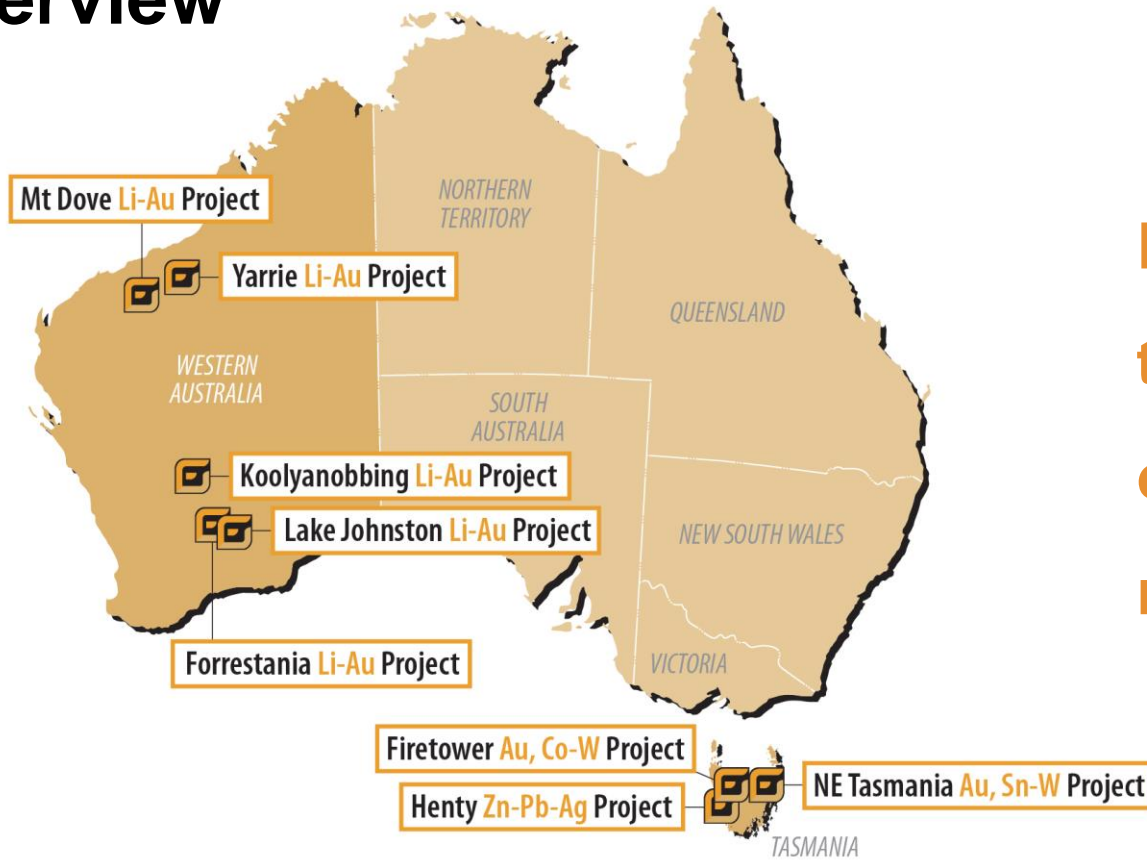 Mt Dove Li-Au Project
Yarrie Li-Au Project
NORTHERN
TERRITORY
QUEENSLAND
WESTERN
AUSTRALIA
SOUTH
AUSTRALIA
Koolyanobbing Li-Au Project
Lake Johnston Li-Au Project
NEW SOUTH WALES
Forrestania Li-Au Project
VICTORIA
Firetower Au, Co-W Project
NE Tasmania Au, Sn-W Project
Henty Zn-Pb-Ag Project
TASMANIA